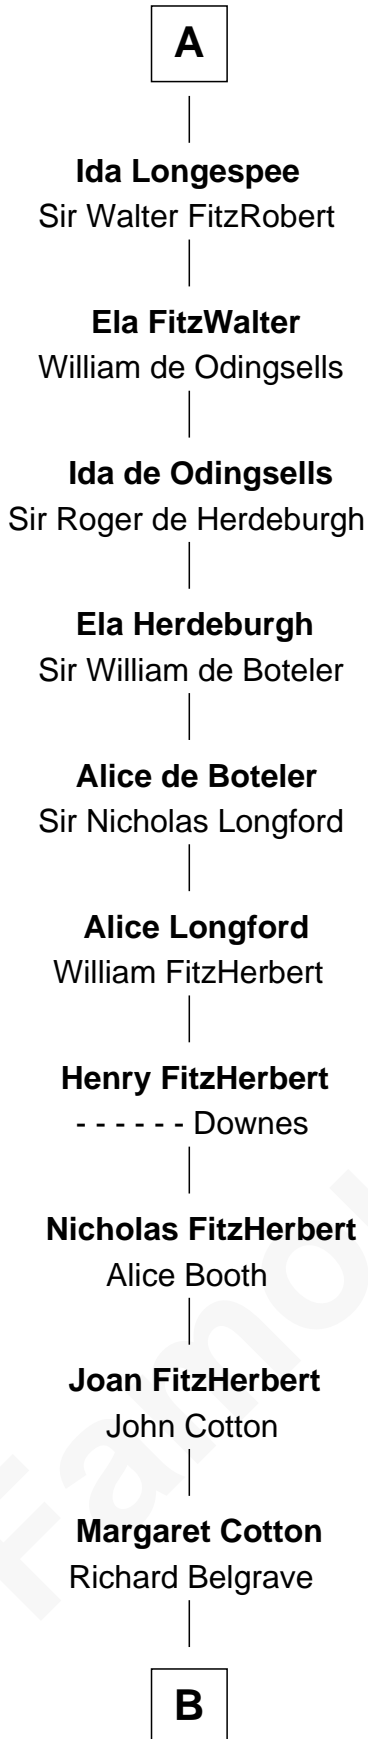 A
Ida Longespee
Sir Walter FitzRobert
Ela FitzWalter
William de Odingsells
Ida de Odingsells
Sir Roger de Herdeburgh
Ela Herdeburgh
Sir William de Boteler
Alice de Boteler
Sir Nicholas Longford
Alice Longford
William FitzHerbert
Henry FitzHerbert
- - - - - - Downes
Nicholas FitzHerbert
Alice Booth
Joan FitzHerbert
John Cotton
Margaret Cotton
Richard Belgrave
B